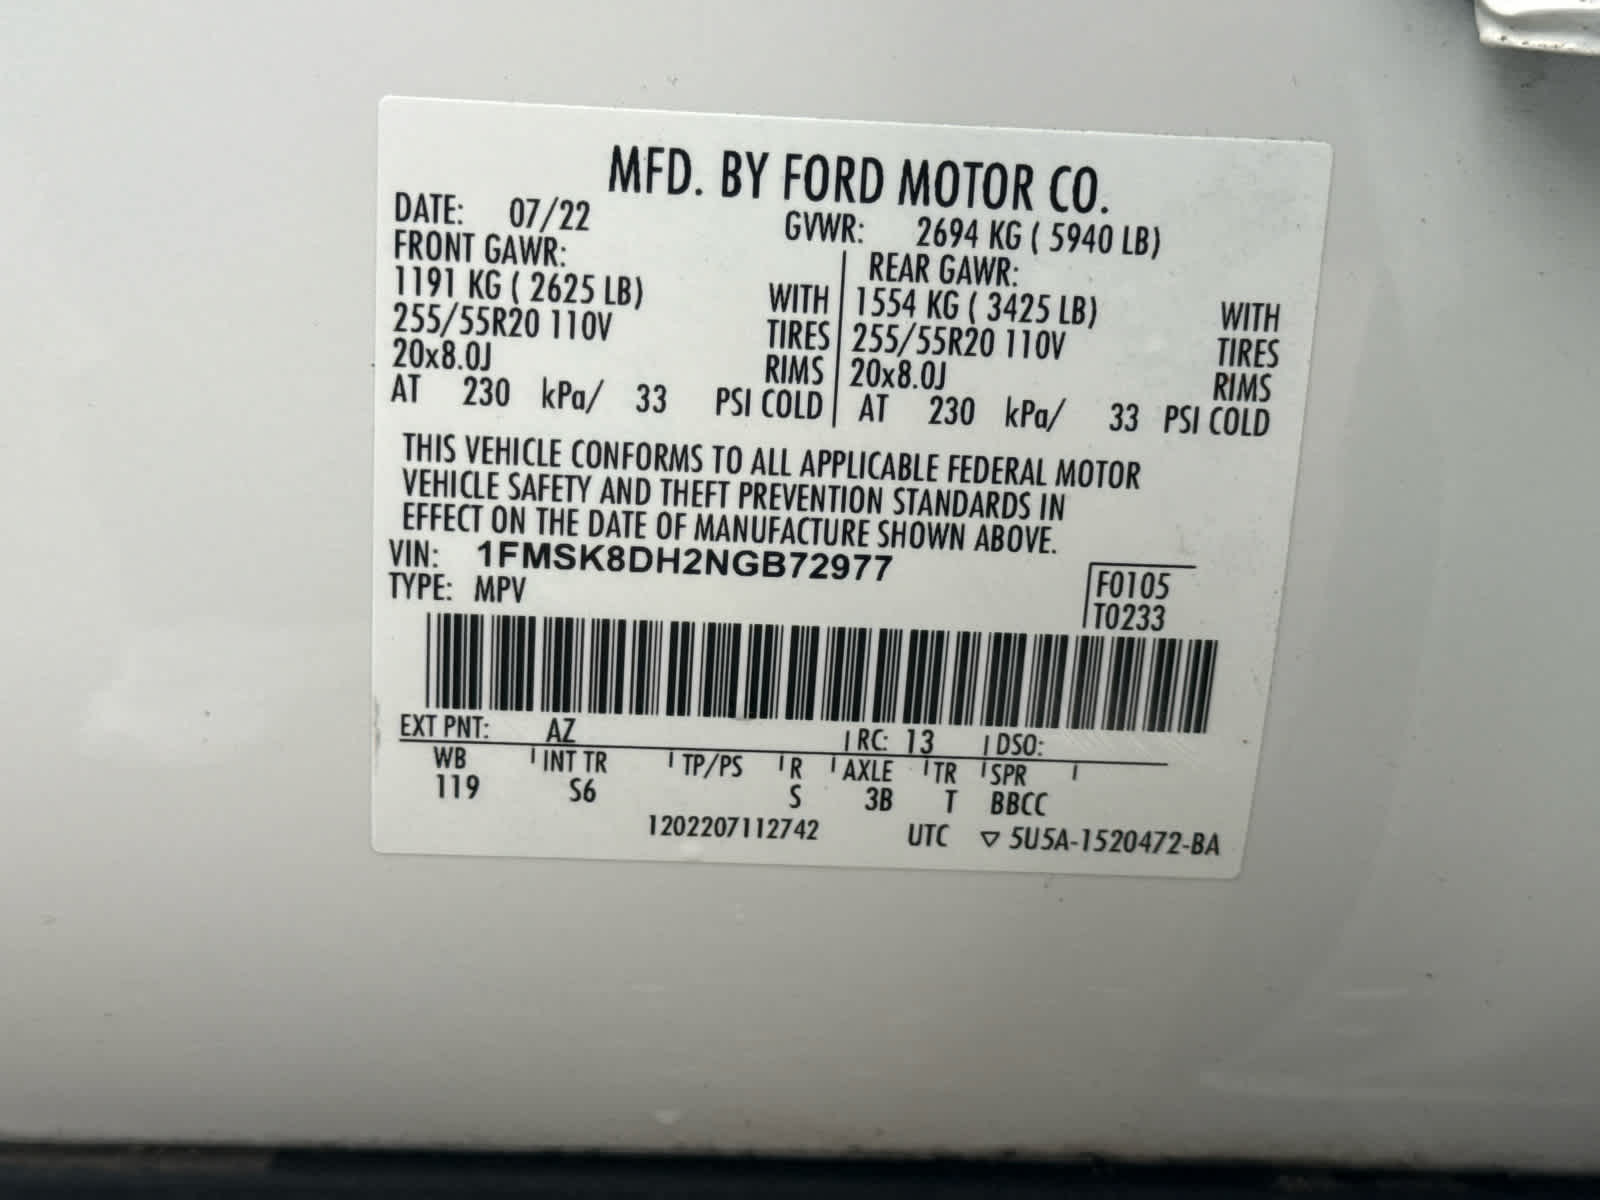 MFD. BY FORD MOTOR CO.
DATE: 07/22 GVWR: 2694 KG ( 5940 LB)
FRONT GAWR: REAR GAWR:
1191 KG ( 2625 LB) WITH 1554 KG ( 3425 LB) WITH
255/55R20 110V TIRES 255/55R20 110V TIRES
20x8.0J RIMS 20x8.0J RIMS
AT 230 kPa/ 33 PSI COLD AT 230 kPa/ 33 PSI COLD
THIS VEHICLE CONFORMS TO ALL APPLICABLE FEDERAL MOTOR
VEHICLE SAFETY AND THEFT PREVENTION STANDARDS IN
EFFECT ON THE DATE OF MANUFACTURE SHOWN ABOVE.
VIN: 1FMSK8DH2NGB72977
TYPE: MPV
F0105
T0233
EXT PNT: AZ RC: 13 DSO:
WB INT TR TP/PS R AXLE TR SPR
119 S6 S 3B T BBCC
1202207112742 UTC ▽ 5U5A-1520472-BA